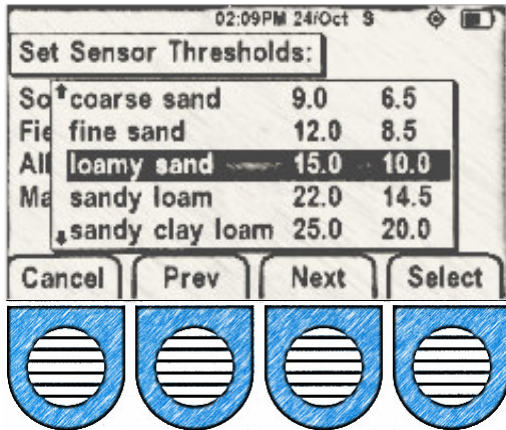 02:09PM 24/Oct S
Set Sensor Thresholds:
So coarse sand 9.0 6.5
Fie fine sand 12.0 8.5
All loamy sand 15.0 10.0
Ma sandy loam 22.0 14.5
sandy clay loam 25.0 20.0
Cancel Prev Next Select